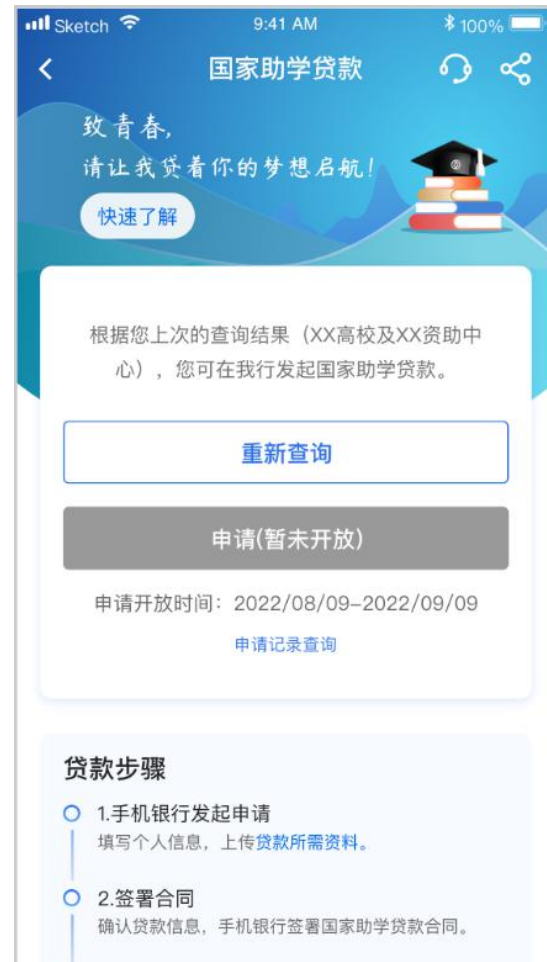 Sketch 9:41 AM 100%
国家助学贷款
致青春,
请让我贷着你的梦想启航!
快速了解
根据您上次的查询结果（XX高校及XX资助中
心），您可在我行发起国家助学贷款。
重新查询
申请(暂未开放)
申请开放时间：2022/08/09-2022/09/09
申请记录查询
贷款步骤
1.手机银行发起申请
填写个人信息，上传贷款所需资料。
2.签署合同
确认贷款信息，手机银行签署国家助学贷款合同。